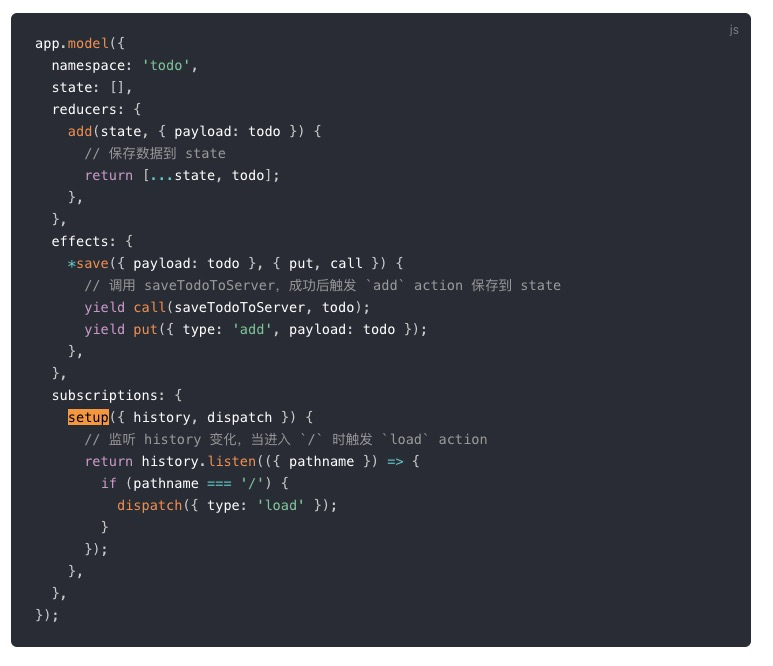 js
app.model({
  namespace: 'todo',
  state: [],
  reducers: {
    add(state, { payload: todo }) {
      // 保存数据到 state
      return [...state, todo];
    },
  },
  effects: {
    *save({ payload: todo }, { put, call }) {
      // 调用 saveTodoToServer，成功后触发 `add` action 保存到 state
      yield call(saveTodoToServer, todo);
      yield put({ type: 'add', payload: todo });
    },
  },
  subscriptions: {
    setup({ history, dispatch }) {
      // 监听 history 变化，当进入 `/` 时触发 `load` action
      return history.listen(({ pathname }) => {
        if (pathname === '/') {
          dispatch({ type: 'load' });
        }
      });
    },
  },
});